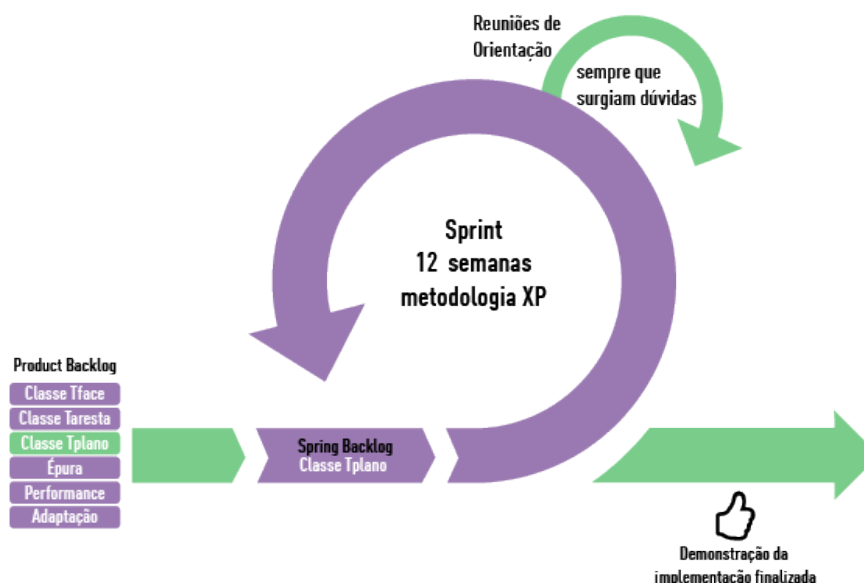 Reuniões de
Orientação
sempre que
surgiam dúvidas
Sprint
12 semanas
metodologia XP
Product Backlog
Classe Tface
Classe Taresta
Classe Tplano
Épura
Performance
Adaptação
Spring Backlog
Classe Tplano
Demonstração da
implementação finalizada